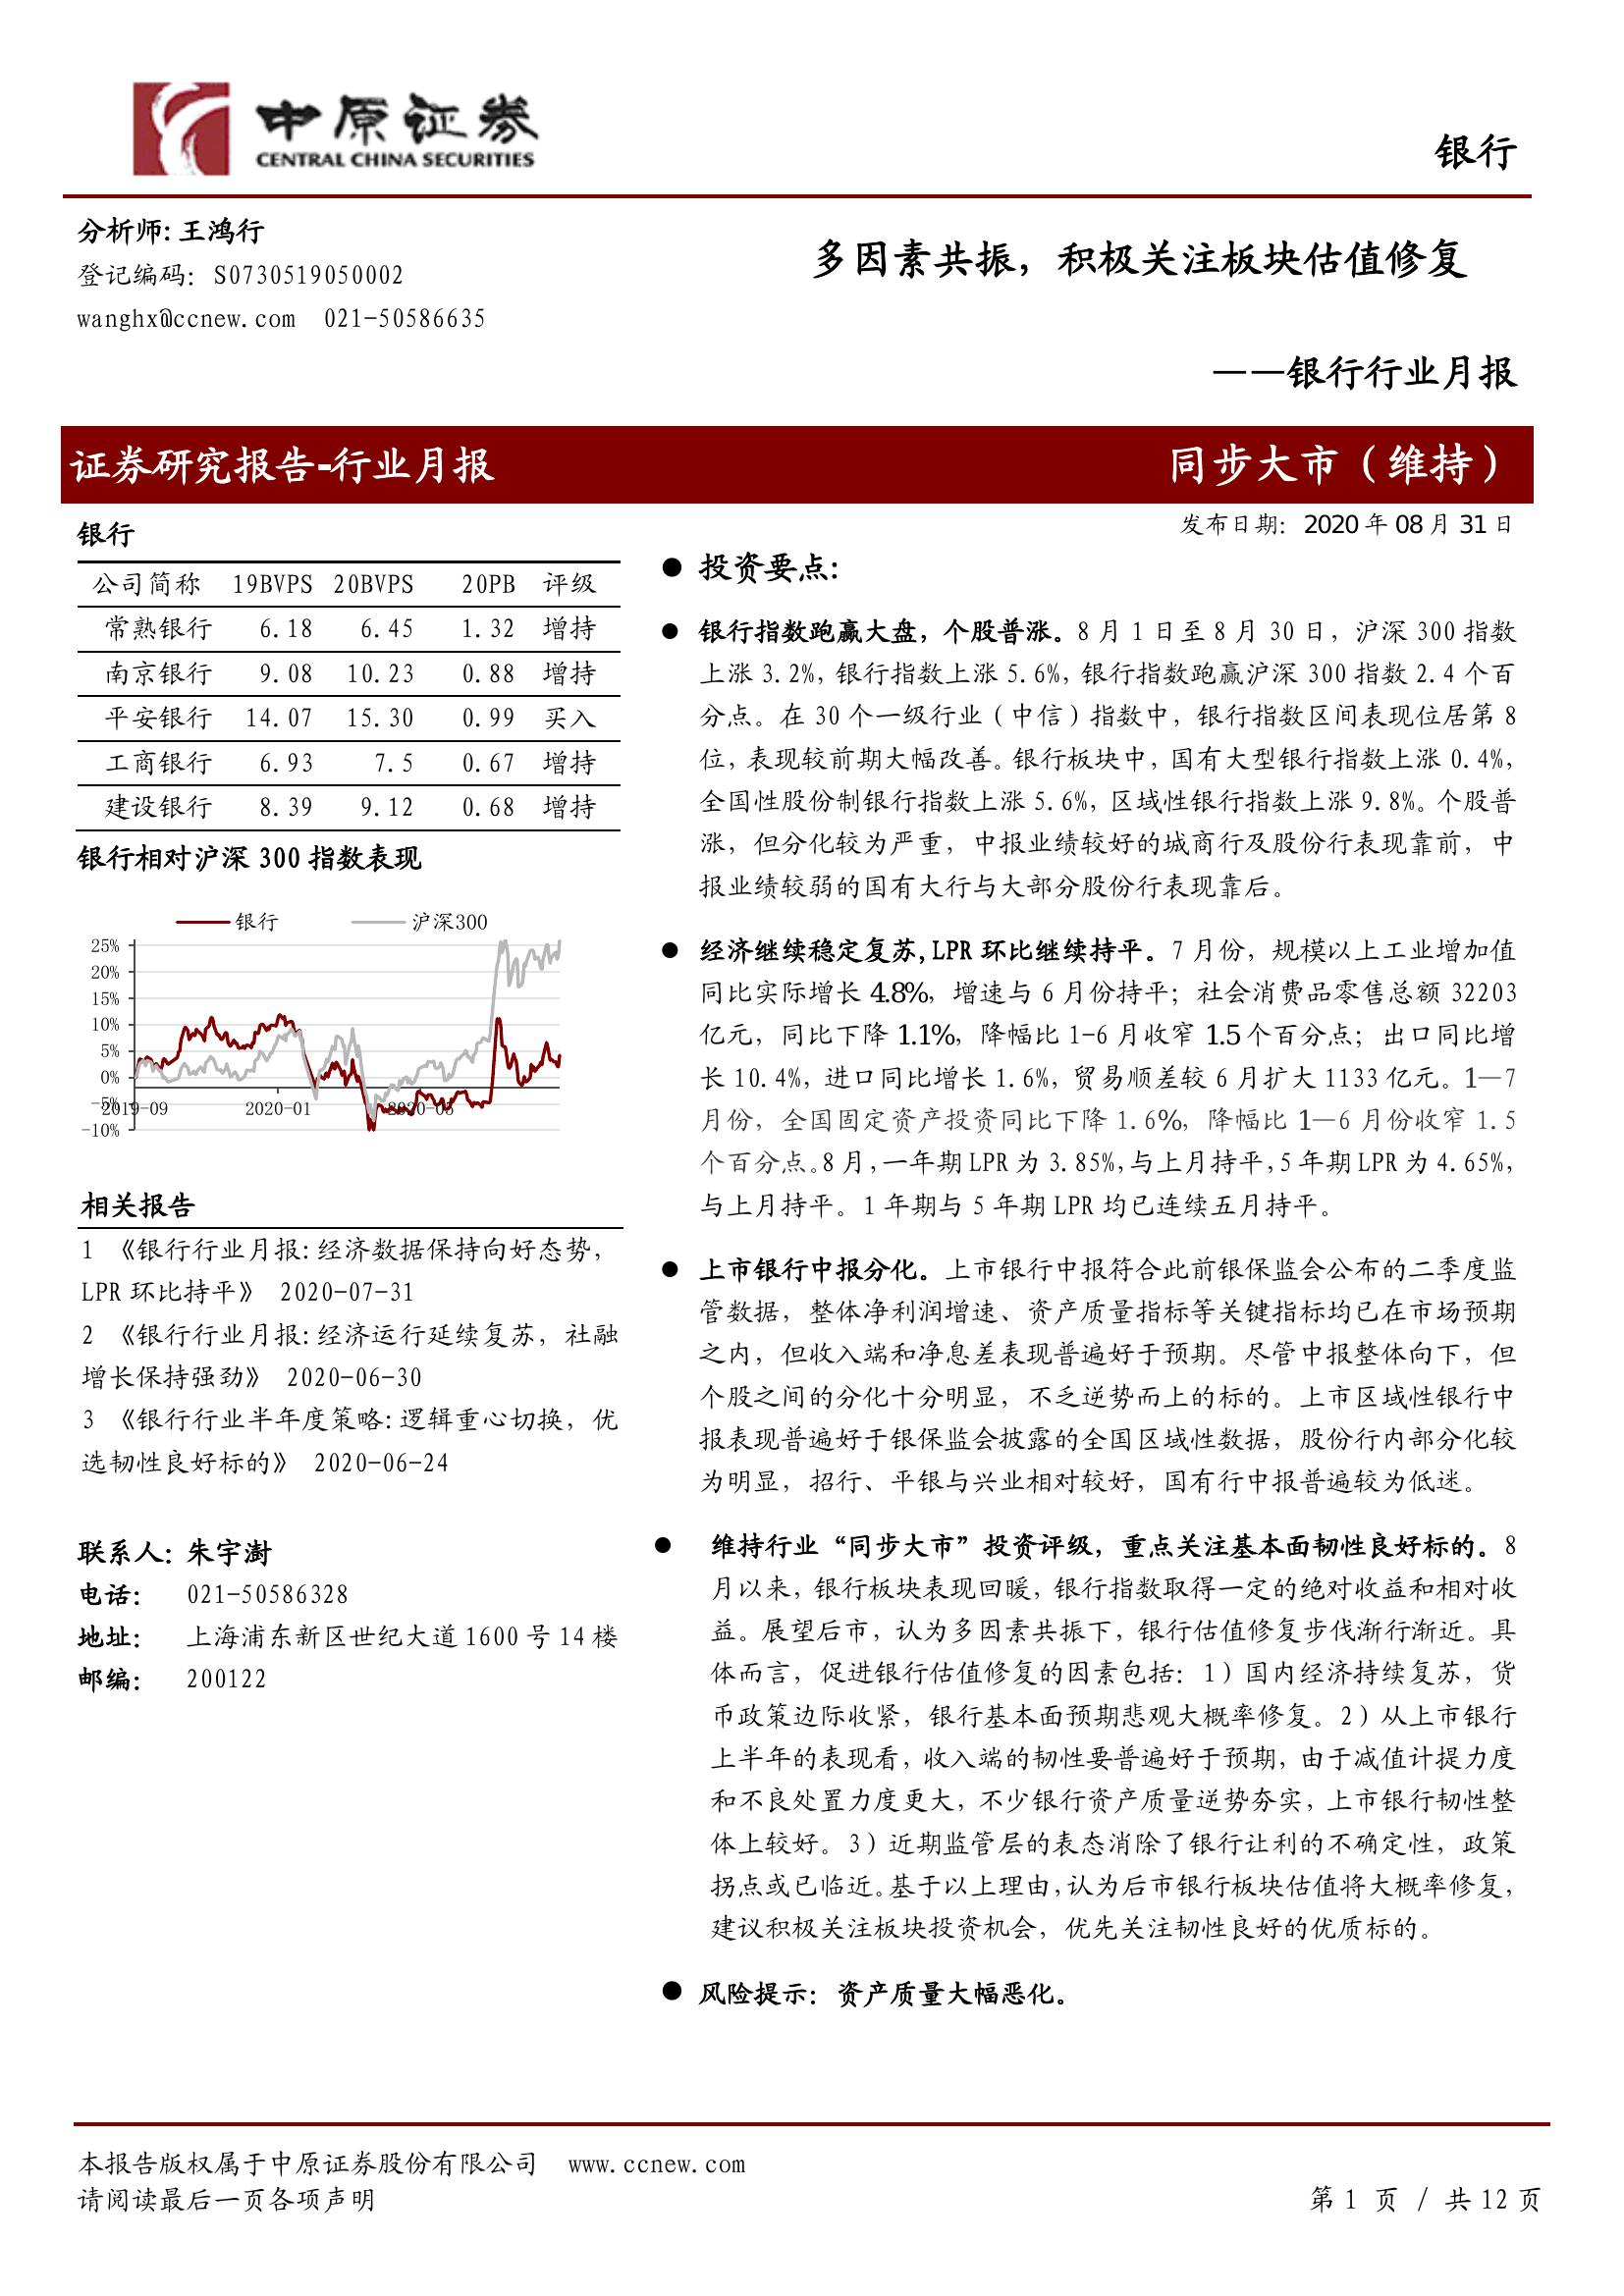 中原证券
CENTRAL CHINA SECURITIES
银行
分析师:王鸿行
登记编码：S0730519050002
wanghx@ccnew.com 021-50586635
多因素共振，积极关注板块估值修复
——银行行业月报
证券研究报告-行业月报
同步大市（维持）
发布日期：2020年08月31日
银行
公司简称 19BVPS 20BVPS 20PB 评级
常熟银行 6.18 6.45 1.32 增持
南京银行 9.08 10.23 0.88 增持
平安银行 14.07 15.30 0.99 买入
工商银行 6.93 7.5 0.67 增持
建设银行 8.39 9.12 0.68 增持
银行相对沪深300指数表现
银行 沪深300
25%
20%
15%
10%
5%
0%
-5%
-10%
2019-09 2020-01 2020-05
相关报告
1 《银行行业月报:经济数据保持向好态势，
LPR环比持平》 2020-07-31
2 《银行行业月报:经济运行延续复苏，社融
增长保持强劲》 2020-06-30
3 《银行行业半年度策略:逻辑重心切换，优
选韧性良好标的》 2020-06-24
联系人: 朱宇澍
电话: 021-50586328
地址: 上海浦东新区世纪大道1600号14楼
邮编: 200122
● 投资要点:
● 银行指数跑赢大盘，个股普涨。8月1日至8月30日，沪深300指数
上涨3.2%，银行指数上涨5.6%，银行指数跑赢沪深300指数2.4个百
分点。在30个一级行业（中信）指数中，银行指数区间表现位居第8
位，表现较前期大幅改善。银行板块中，国有大型银行指数上涨0.4%，
全国性股份制银行指数上涨5.6%，区域性银行指数上涨9.8%。个股普
涨，但分化较为严重，中报业绩较好的城商行及股份行表现靠前，中
报业绩较弱的国有大行与大部分股份行表现靠后。
● 经济继续稳定复苏,LPR环比继续持平。7月份，规模以上工业增加值
同比实际增长4.8%，增速与6月份持平；社会消费品零售总额32203
亿元，同比下降1.1%，降幅比1-6月收窄1.5个百分点；出口同比增
长10.4%，进口同比增长1.6%，贸易顺差较6月扩大1133亿元。1—7
月份，全国固定资产投资同比下降1.6%，降幅比1—6月份收窄1.5
个百分点。8月，一年期LPR为3.85%，与上月持平，5年期LPR为4.65%，
与上月持平。1年期与5年期LPR均已连续五月持平。
● 上市银行中报分化。上市银行中报符合此前银保监会公布的二季度监
管数据，整体净利润增速、资产质量指标等关键指标均已在市场预期
之内，但收入端和净息差表现普遍好于预期。尽管中报整体向下，但
个股之间的分化十分明显，不乏逆势而上的标的。上市区域性银行中
报表现普遍好于银保监会披露的全国区域性数据，股份行内部分化较
为明显，招行、平银与兴业相对较好，国有行中报普遍较为低迷。
● 维持行业“同步大市”投资评级，重点关注基本面韧性良好标的。8
月以来，银行板块表现回暖，银行指数取得一定的绝对收益和相对收
益。展望后市，认为多因素共振下，银行估值修复步伐渐行渐近。具
体而言，促进银行估值修复的因素包括：1）国内经济持续复苏，货
币政策边际收紧，银行基本面预期悲观大概率修复。2）从上市银行
上半年的表现看，收入端的韧性要普遍好于预期，由于减值计提力度
和不良处置力度更大，不少银行资产质量逆势夯实，上市银行韧性整
体上较好。3）近期监管层的表态消除了银行让利的不确定性，政策
拐点或已临近。基于以上理由，认为后市银行板块估值将大概率修复，
建议积极关注板块投资机会，优先关注韧性良好的优质标的。
● 风险提示：资产质量大幅恶化。
本报告版权属于中原证券股份有限公司 www.ccnew.com
请阅读最后一页各项声明
第1 页 / 共12页